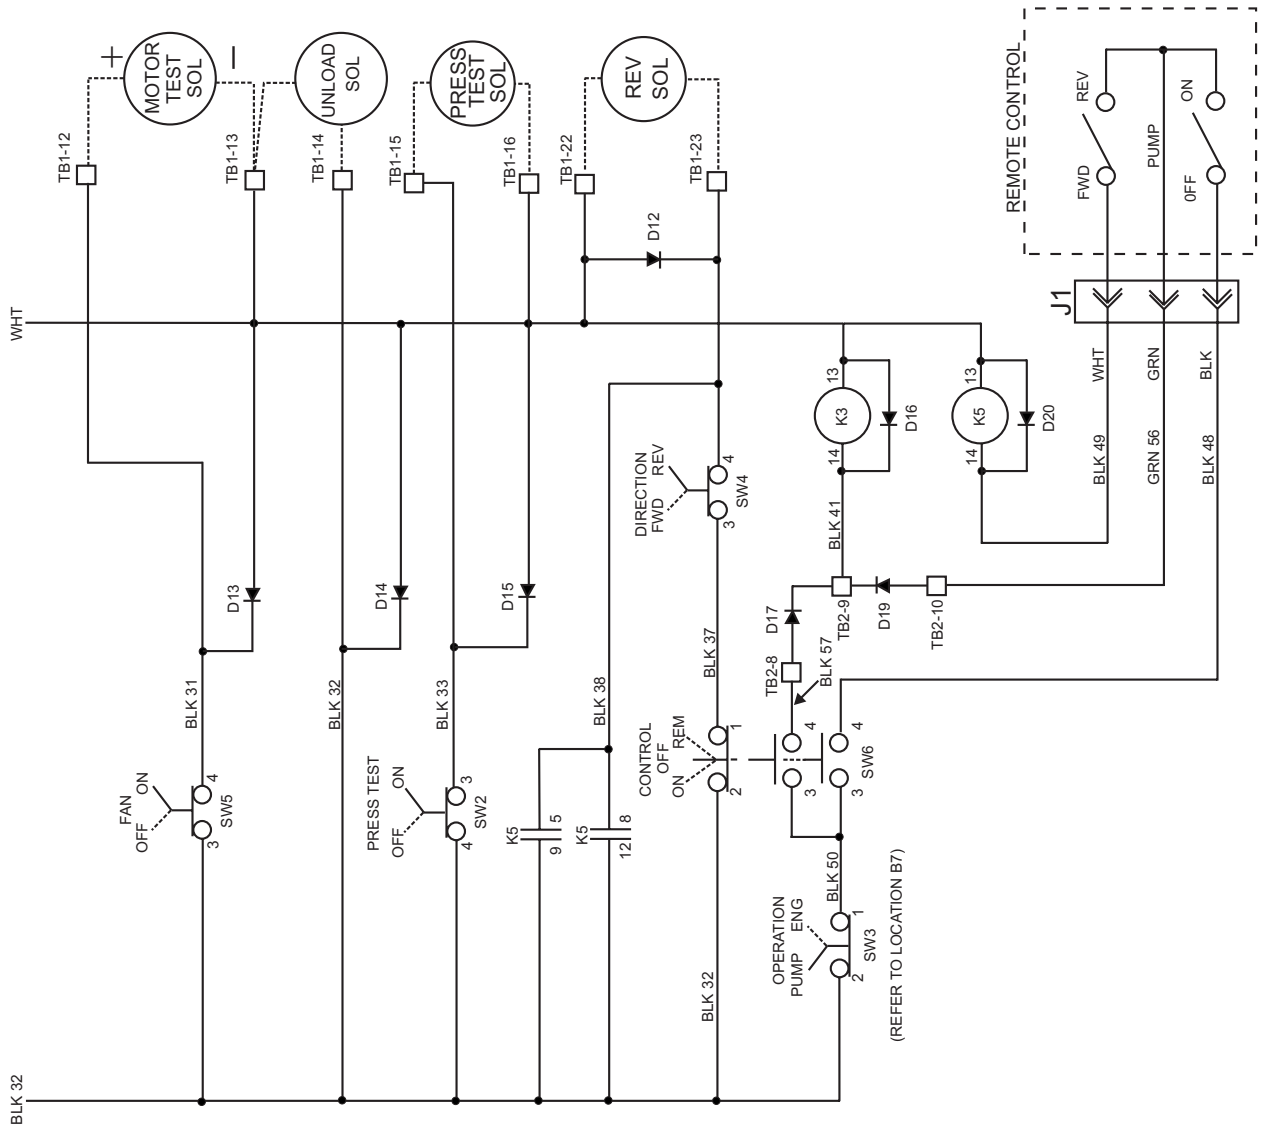 +
MOTOR
TEST
SOL
−
UNLOAD
SOL
PRESS
TEST
SOL
REV
SOL
TB1-12
TB1-13
TB1-14
TB1-15
TB1-16
TB1-22
TB1-23
D12
WHT
REMOTE CONTROL
REV
FWD
PUMP
ON
0FF
J1
WHT
GRN
BLK
BLK 49
GRN 56
BLK 48
13
K3
14
D16
13
K5
14
D20
DIRECTION
FWD
REV
4
3
SW4
BLK 41
D13
D14
D15
D17
TB2-9
D19
TB2-10
TB2-8
BLK 57
BLK 31
BLK 32
BLK 33
BLK 38
BLK 37
FAN
OFF
ON
4
3
SW5
PRESS TEST
OFF
ON
3
4
SW2
K5
5
9
K5
8
12
CONTROL
OFF
ON
REM
1
2
4
3
4
3
SW6
BLK 50
OPERATION
PUMP
ENG
1
2
SW3
(REFER TO LOCATION B7)
BLK 32
BLK 32